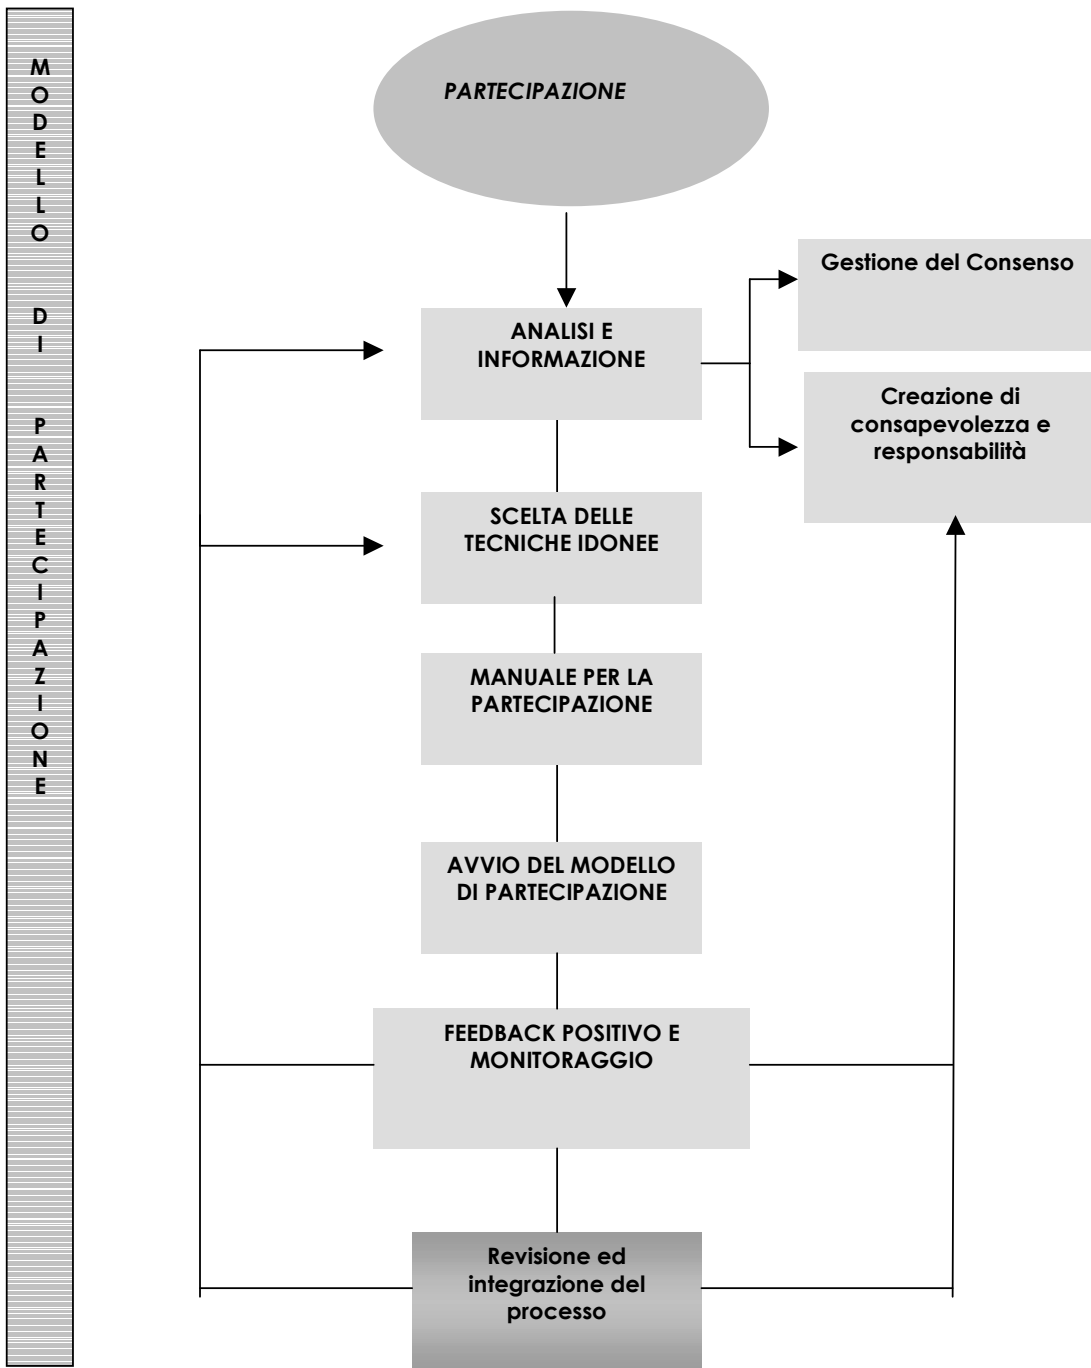 MODELLO DI PARTECIPAZIONE
PARTECIPAZIONE
Gestione del Consenso
ANALISI E
INFORMAZIONE
Creazione di
consapevolezza e
responsabilità
SCELTA DELLE
TECNICHE IDONEE
MANUALE PER LA
PARTECIPAZIONE
AVVIO DEL MODELLO
DI PARTECIPAZIONE
FEEDBACK POSITIVO E
MONITORAGGIO
Revisione ed
integrazione del
processo